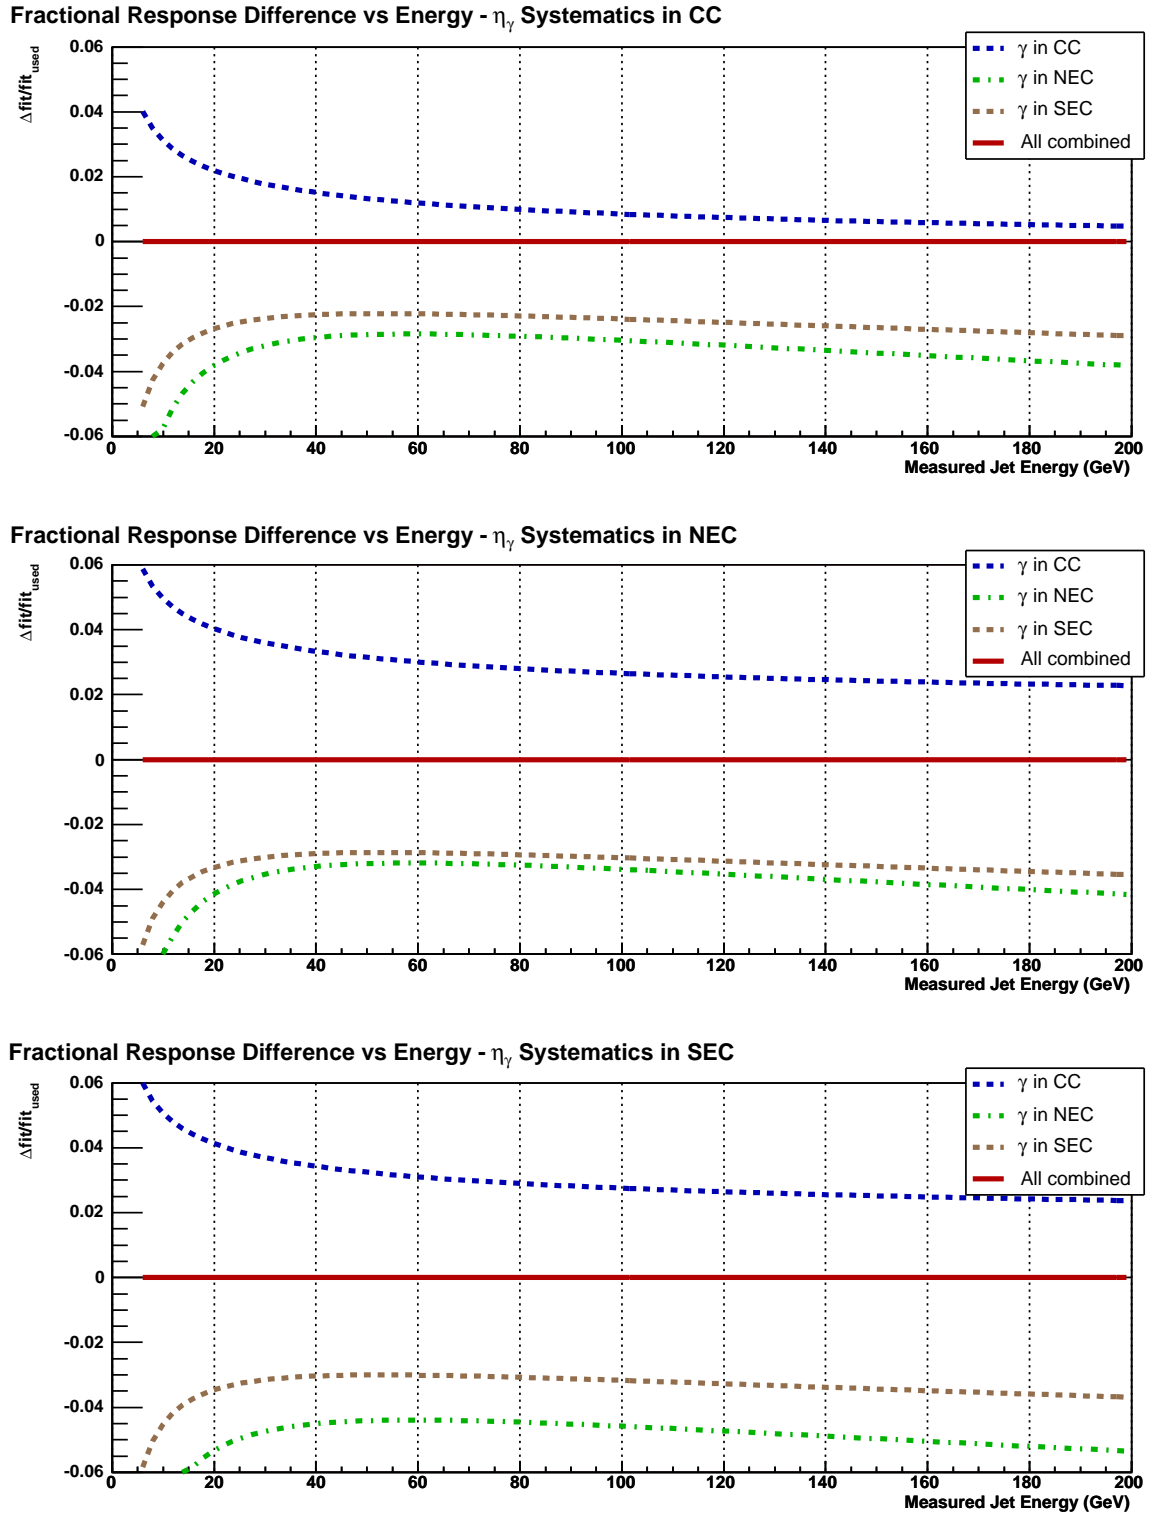 Fractional Response Difference vs Energy - ηγ Systematics in CC
Δfit/fitused
γ in CC
γ in NEC
γ in SEC
All combined
0.06
0.04
0.02
0
-0.02
-0.04
-0.06
0 20 40 60 80 100 120 140 160 180 200
Measured Jet Energy (GeV)
Fractional Response Difference vs Energy - ηγ Systematics in NEC
Δfit/fitused
γ in CC
γ in NEC
γ in SEC
All combined
0.06
0.04
0.02
0
-0.02
-0.04
-0.06
0 20 40 60 80 100 120 140 160 180 200
Measured Jet Energy (GeV)
Fractional Response Difference vs Energy - ηγ Systematics in SEC
Δfit/fitused
γ in CC
γ in NEC
γ in SEC
All combined
0.06
0.04
0.02
0
-0.02
-0.04
-0.06
0 20 40 60 80 100 120 140 160 180 200
Measured Jet Energy (GeV)